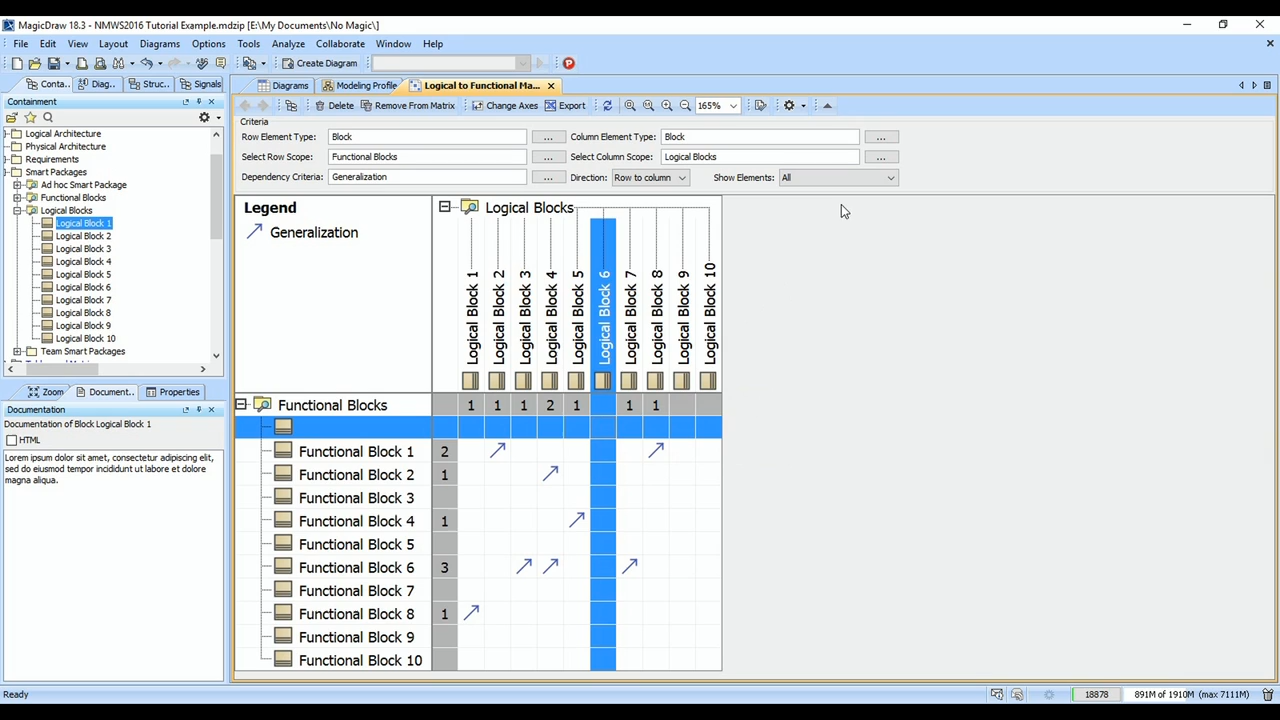 MagicDraw 18.3 - NMWS2016 Tutorial Example.mdzip [E:\My Documents\No Magic\]
File Edit View Layout Diagrams Options Tools Analyze Collaborate Window Help
Create Diagram
Conta.. Diag.. Struc.. Signals
Diagrams Modeling Profile Logical to Functional Ma...
Containment
Delete Remove From Matrix Change Axes Export 165%
Criteria
Row Element Type: Block ... Column Element Type: Block ...
Select Row Scope: Functional Blocks ... Select Column Scope: Logical Blocks ...
Dependency Criteria: Generalization ... Direction: Row to column Show Elements: All
Logical Architecture
Physical Architecture
Requirements
Smart Packages
Ad hoc Smart Package
Functional Blocks
Logical Blocks
Logical Block 1
Logical Block 2
Logical Block 3
Logical Block 4
Logical Block 5
Logical Block 6
Logical Block 7
Logical Block 8
Logical Block 9
Logical Block 10
Team Smart Packages
Zoom Document.. Properties
Documentation
Documentation of Block Logical Block 1
HTML
Lorem ipsum dolor sit amet, consectetur adipiscing elit,
sed do eiusmod tempor incididunt ut labore et dolore
magna aliqua.
Legend
Generalization
Logical Blocks
Logical Block 1
Logical Block 2
Logical Block 3
Logical Block 4
Logical Block 5
Logical Block 6
Logical Block 7
Logical Block 8
Logical Block 9
Logical Block 10
Functional Blocks 1 1 1 2 1 1 1
Functional Block 1 2
Functional Block 2 1
Functional Block 3
Functional Block 4 1
Functional Block 5
Functional Block 6 3
Functional Block 7
Functional Block 8 1
Functional Block 9
Functional Block 10
Ready 18878 891M of 1910M (max 7111M)